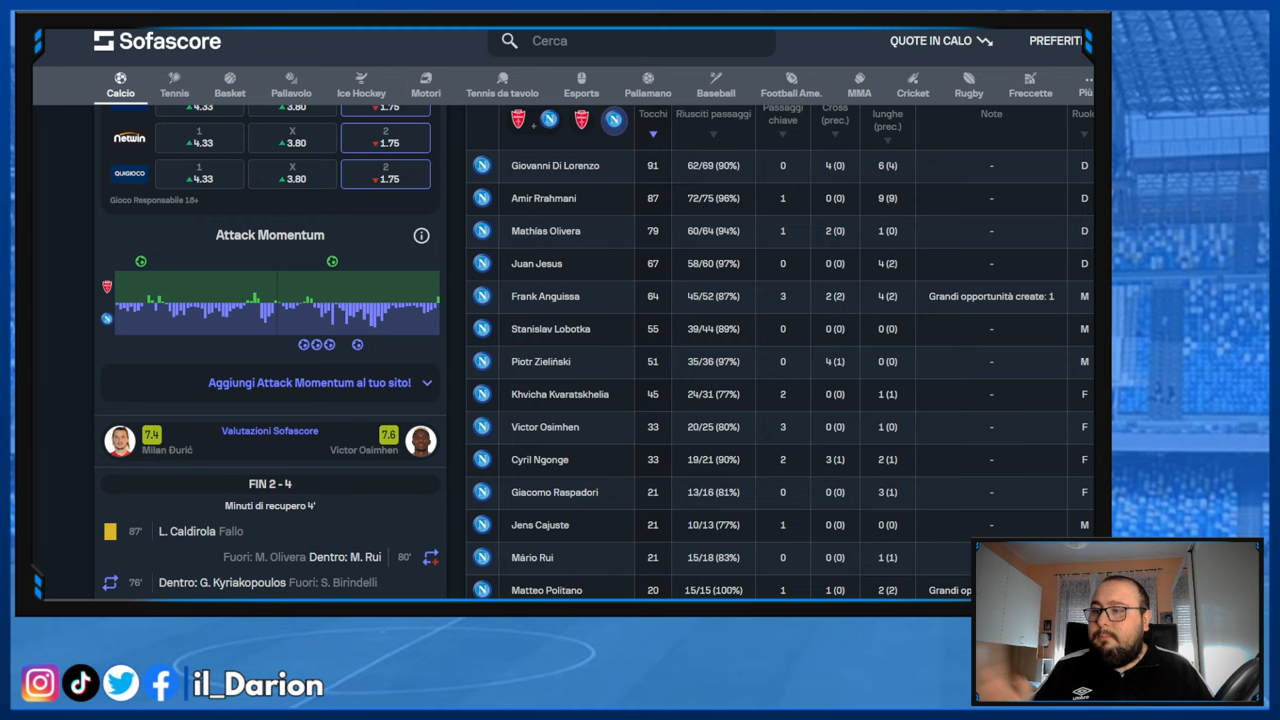 Sofascore
Cerca
QUOTE IN CALO
PREFERITI
Calcio
Tennis
Basket
Pallavolo
Ice Hockey
Motori
Tennis da tavolo
Esports
Pallamano
Baseball
Football Ame.
MMA
Cricket
Rugby
Freccette
Più
4.33 3.80 1.75
Netwin 1 4.33 X 3.80 2 1.75
QUIGIOCO 1 4.33 X 3.80 2 1.75
Gioco Responsabile 18+
Attack Momentum
Aggiungi Attack Momentum al tuo sito!
7.4 Valutazioni Sofascore 7.6
Milan Đurić Victor Osimhen
FIN 2 - 4
Minuti di recupero 4'
87' L. Caldirola Fallo
Fuori: M. Olivera Dentro: M. Rui 80'
76' Dentro: G. Kyriakopoulos Fuori: S. Birindelli
+ Tocchi Riusciti passaggi Passaggi chiave Cross (prec.) lunghe (prec.) Note Ruolo
Giovanni Di Lorenzo 91 62/69 (90%) 0 4 (0) 6 (4) - D
Amir Rrahmani 87 72/75 (96%) 1 0 (0) 9 (9) - D
Mathías Olivera 79 60/64 (94%) 1 2 (0) 1 (0) - D
Juan Jesus 67 58/60 (97%) 0 0 (0) 4 (2) - D
Frank Anguissa 64 45/52 (87%) 3 2 (2) 4 (2) Grandi opportunità create: 1 M
Stanislav Lobotka 55 39/44 (89%) 0 0 (0) 0 (0) - M
Piotr Zieliński 51 35/36 (97%) 0 4 (1) 0 (0) - M
Khvicha Kvaratskhelia 45 24/31 (77%) 2 0 (0) 1 (1) - F
Victor Osimhen 33 20/25 (80%) 3 0 (0) 1 (0) - F
Cyril Ngonge 33 19/21 (90%) 2 3 (1) 2 (1) - F
Giacomo Raspadori 21 13/16 (81%) 0 0 (0) 3 (1) - F
Jens Cajuste 21 10/13 (77%) 1 0 (0) 0 (0) - M
Mário Rui 21 15/18 (83%) 0 0 (0) 1 (1) -
Matteo Politano 20 15/15 (100%) 1 1 (0) 2 (2) Grandi
umbro
il_Darion